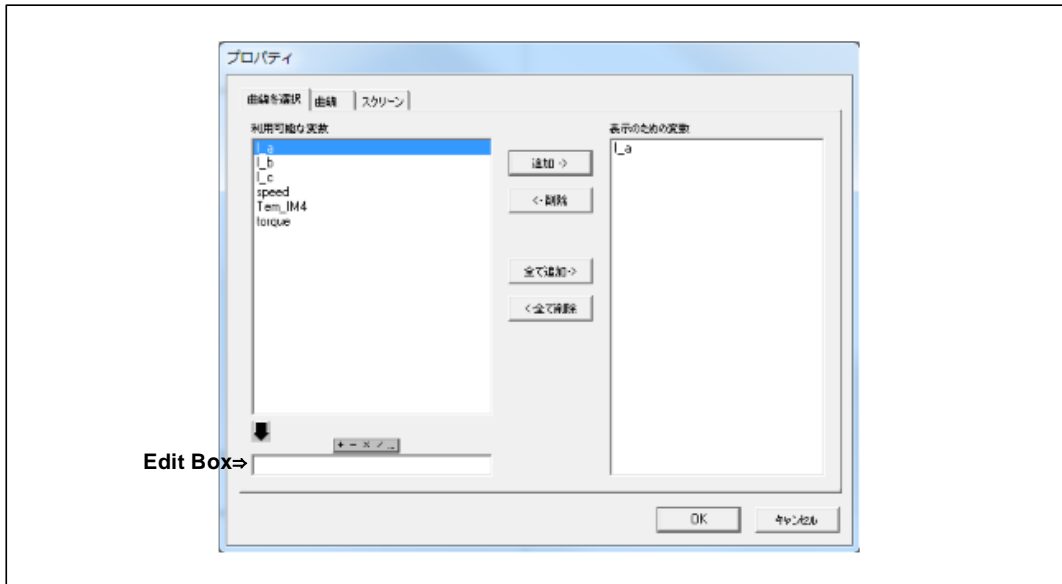 プロパティ
曲線を選択 曲線 スクリーン
利用可能な変数
I_a
I_b
I_c
speed
Tem_IM4
torque
追加 ->
<- 削除
全て追加->
<-全て削除
表示のための変数
I_a
+ - × / ...
Edit Box⇒
OK キャンセル